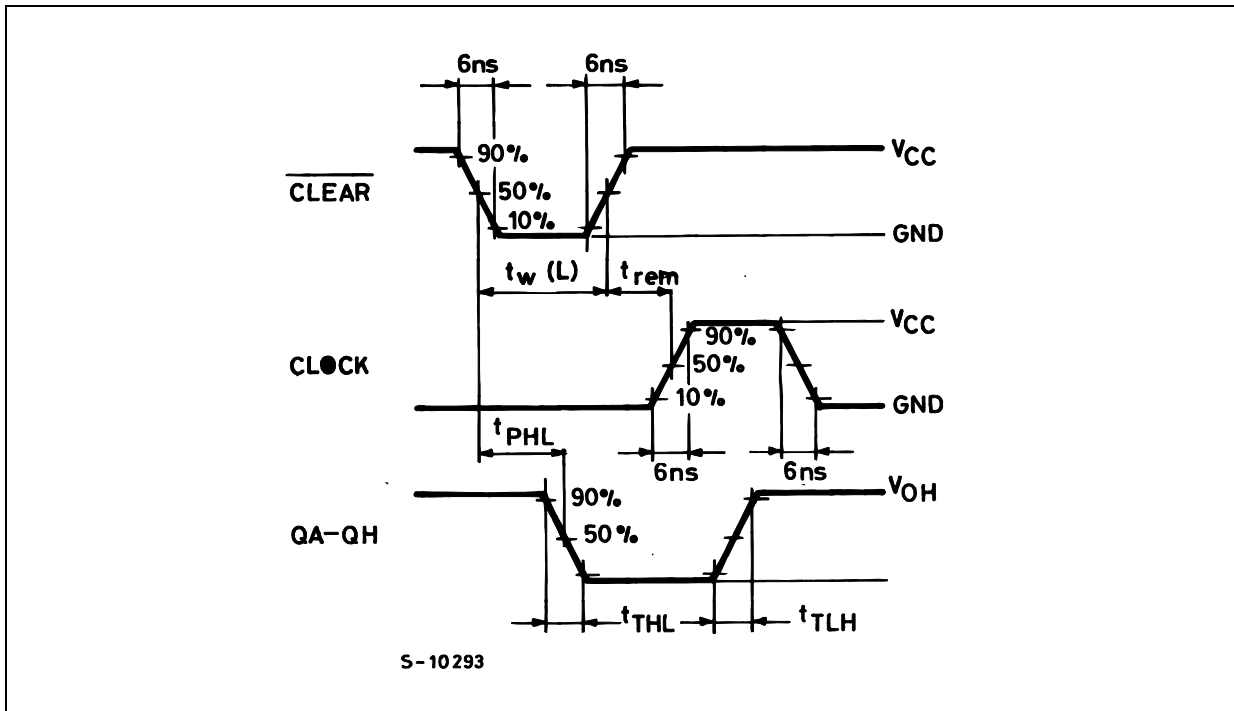 6ns 6ns
90%
VCC
CLEAR
50%
10%
GND
tw (L) trem
VCC
90%
CLOCK
50%
10%
GND
tPHL
6ns 6ns
VOH
90%
QA-QH
50%
tTHL tTLH
S-10293